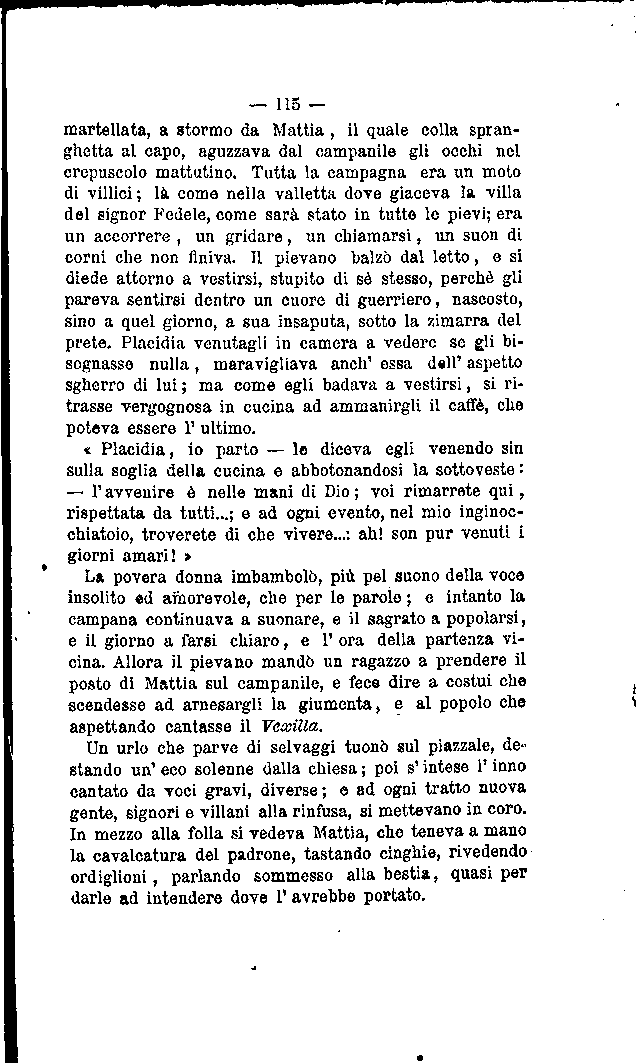 — 115 —
martellata, a stormo da Mattia, il quale colla spran-
ghetta al capo, aguzzava dal campanile gli occhi nel
crepuscolo mattutino. Tutta la campagna era un moto
di villici; là come nella valletta dove giaceva la villa
del signor Fedele, come sarà stato in tutte le pievi; era
un accorrere, un gridare, un chiamarsi, un suon di
corni che non finiva. Il pievano balzò dal letto, e si
diede attorno a vestirsi, stupito di sè stesso, perchè gli
pareva sentirsi dentro un cuore di guerriero, nascosto,
sino a quel giorno, a sua insaputa, sotto la zimarra del
prete. Placidia venutagli in camera a vedere se gli bi-
sognasse nulla, maravigliava anch' essa dell' aspetto
sgherro di lui; ma come egli badava a vestirsi, si ri-
trasse vergognosa in cucina ad ammanirgli il caffè, che
poteva essere l' ultimo.
« Placidia, io parto — le diceva egli venendo sin
sulla soglia della cucina e abbotonandosi la sottoveste:
— l'avvenire è nelle mani di Dio; voi rimarrete qui,
rispettata da tutti...; e ad ogni evento, nel mio inginoc-
chiatoio, troverete di che vivere...: ah! son pur venuti i
giorni amari! »
La povera donna imbambolò, più pel suono della voce
insolito ed amorevole, che per le parole; e intanto la
campana continuava a suonare, e il sagrato a popolarsi,
e il giorno a farsi chiaro, e l' ora della partenza vi-
cina. Allora il pievano mandò un ragazzo a prendere il
posto di Mattia sul campanile, e fece dire a costui che
scendesse ad arnesargli la giumenta, e al popolo che
aspettando cantasse il Vexilla.
Un urlo che parve di selvaggi tuonò sul piazzale, de-
stando un' eco solenne dalla chiesa; poi s' intese l' inno
cantato da voci gravi, diverse; e ad ogni tratto nuova
gente, signori e villani alla rinfusa, si mettevano in coro.
In mezzo alla folla si vedeva Mattia, che teneva a mano
la cavalcatura del padrone, tastando cinghie, rivedendo
ordiglioni, parlando sommesso alla bestia, quasi per
darle ad intendere dove l' avrebbe portato.